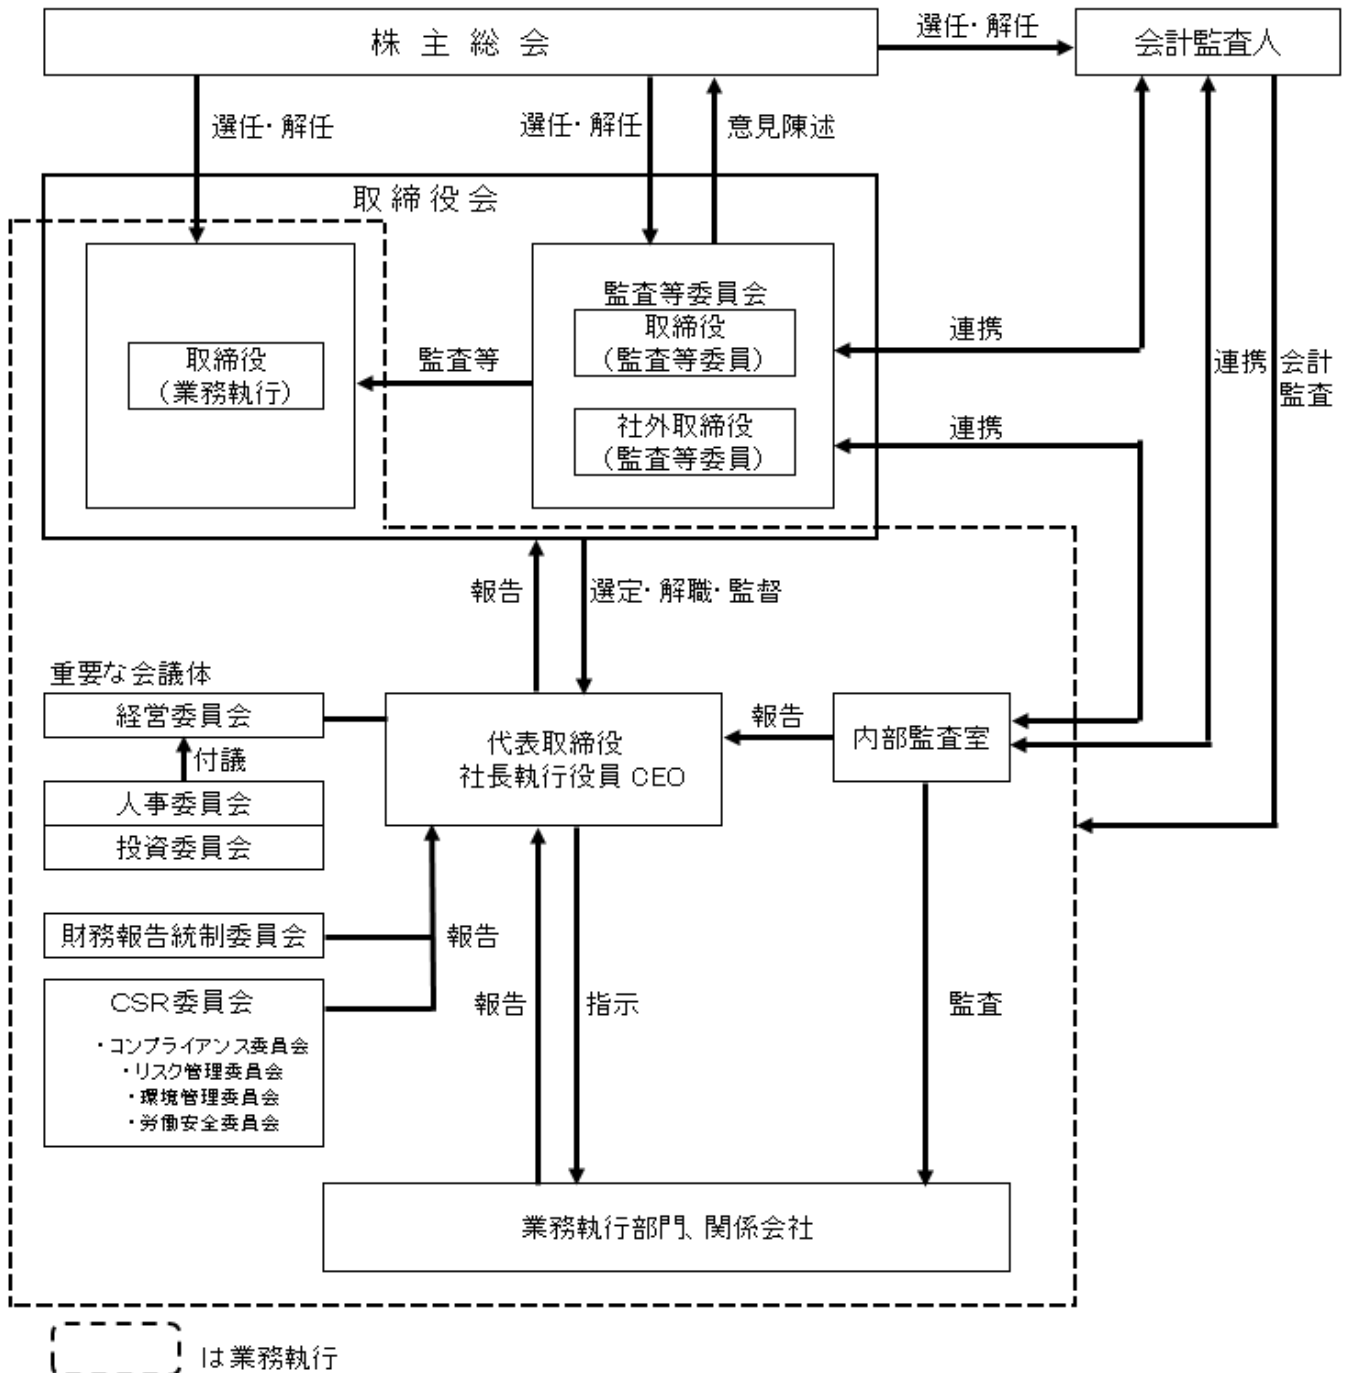 株主総会
選任・解任
会計監査人
選任・解任
選任・解任
意見陳述
取締役会
監査等委員会
取締役
(監査等委員)
社外取締役
(監査等委員)
取締役
(業務執行)
監査等
連携
連携
連携
会計
監査
報告
選定・解職・監督
重要な会議体
経営委員会
付議
人事委員会
投資委員会
代表取締役
社長執行役員 CEO
報告
内部監査室
財務報告統制委員会
報告
CSR委員会
・コンプライアンス委員会
・リスク管理委員会
・環境管理委員会
・労働安全委員会
報告
指示
監査
業務執行部門、関係会社
は業務執行